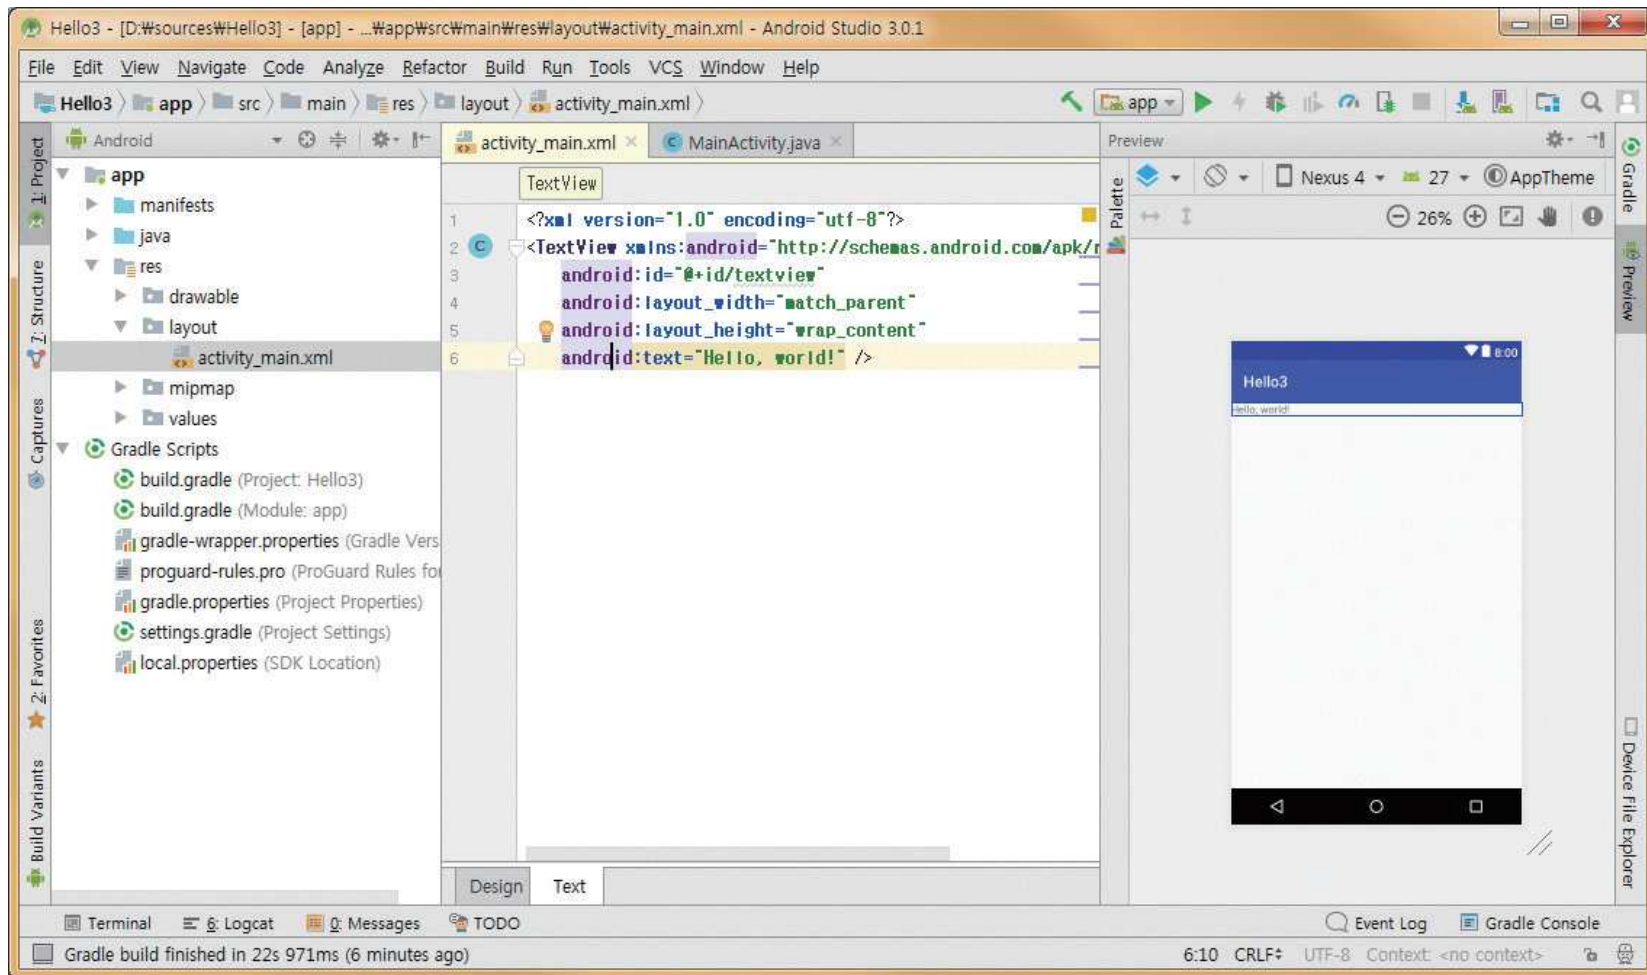 Hello3 - [D:₩sources₩Hello3] - [app] - ...₩app₩src₩main₩res₩layout₩activity_main.xml - Android Studio 3.0.1
File Edit View Navigate Code Analyze Refactor Build Run Tools VCS Window Help
Hello3 app src main res layout activity_main.xml app
1: Project
7: Structure
Captures
2: Favorites
Build Variants
Android
app
manifests
java
res
drawable
layout
activity_main.xml
mipmap
values
Gradle Scripts
build.gradle (Project: Hello3)
build.gradle (Module: app)
gradle-wrapper.properties (Gradle Vers
proguard-rules.pro (ProGuard Rules for
gradle.properties (Project Properties)
settings.gradle (Project Settings)
local.properties (SDK Location)
activity_main.xml MainActivity.java
TextView
1 <?xml version="1.0" encoding="utf-8"?>
2 C <TextView xmlns:android="http://schemas.android.com/apk/r
3 android:id="@+id/textview"
4 android:layout_width="match_parent"
5 android:layout_height="wrap_content"
6 android:text="Hello, world!" />
Design Text
Preview
Palette
Nexus 4 27 AppTheme
26%
8:00
Hello3
Hello, world!
Gradle
Preview
Device File Explorer
Terminal 6: Logcat 0: Messages TODO Event Log Gradle Console
Gradle build finished in 22s 971ms (6 minutes ago) 6:10 CRLF UTF-8 Context: <no context>